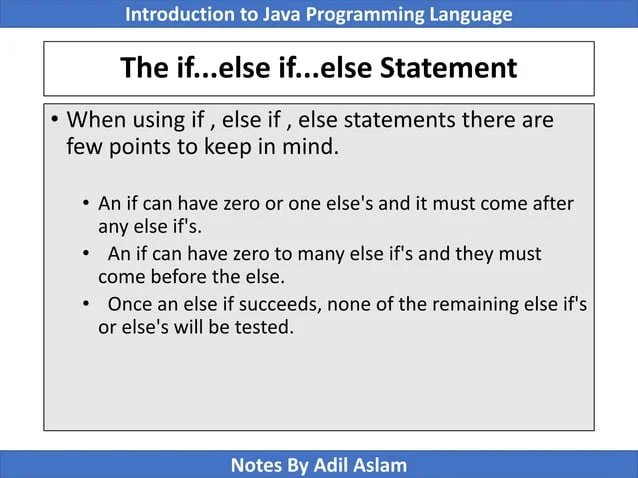 Introduction to Java Programming Language
The if...else if...else Statement
• When using if , else if , else statements there are
few points to keep in mind.
• An if can have zero or one else's and it must come after
any else if's.
• An if can have zero to many else if's and they must
come before the else.
• Once an else if succeeds, none of the remaining else if's
or else's will be tested.
Notes By Adil Aslam